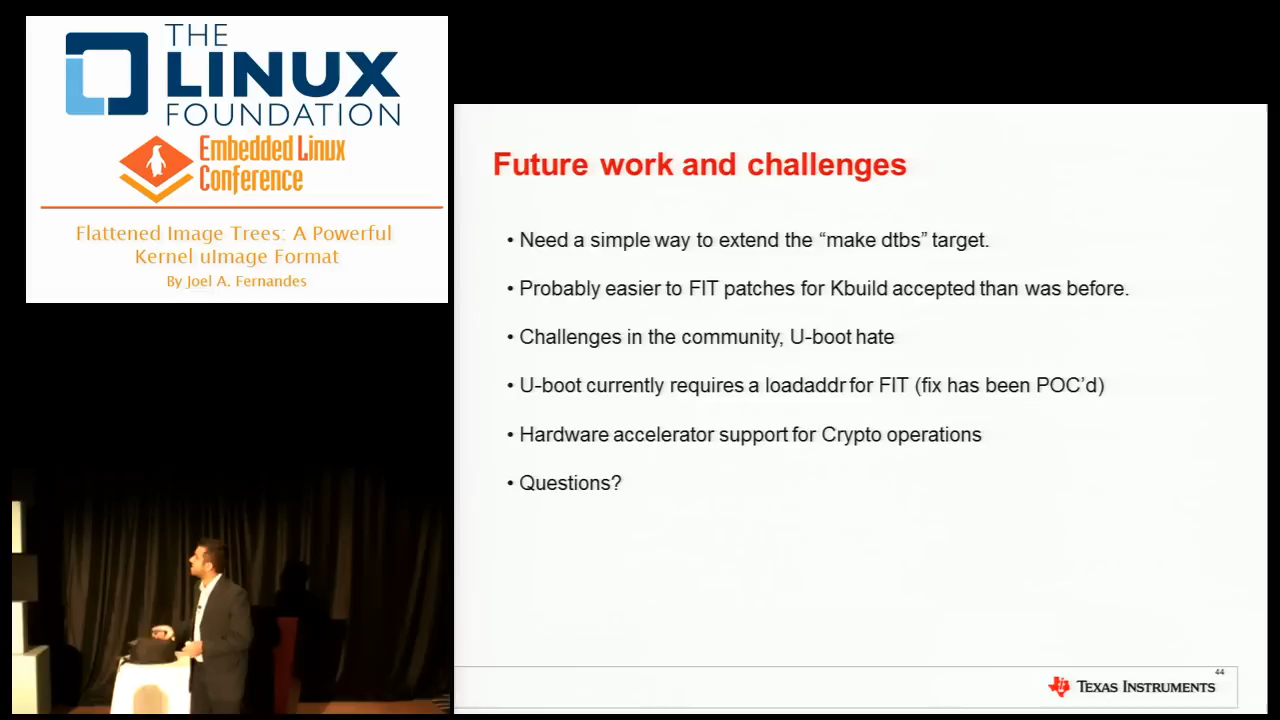 THE
LINUX
FOUNDATION
Embedded Linux
Conference
Flattened Image Trees: A Powerful
Kernel uImage Format
By Joel A. Fernandes
Future work and challenges
• Need a simple way to extend the “make dtbs” target.
• Probably easier to FIT patches for Kbuild accepted than was before.
• Challenges in the community, U-boot hate
• U-boot currently requires a loadaddr for FIT (fix has been POC’d)
• Hardware accelerator support for Crypto operations
• Questions?
44
TEXAS INSTRUMENTS